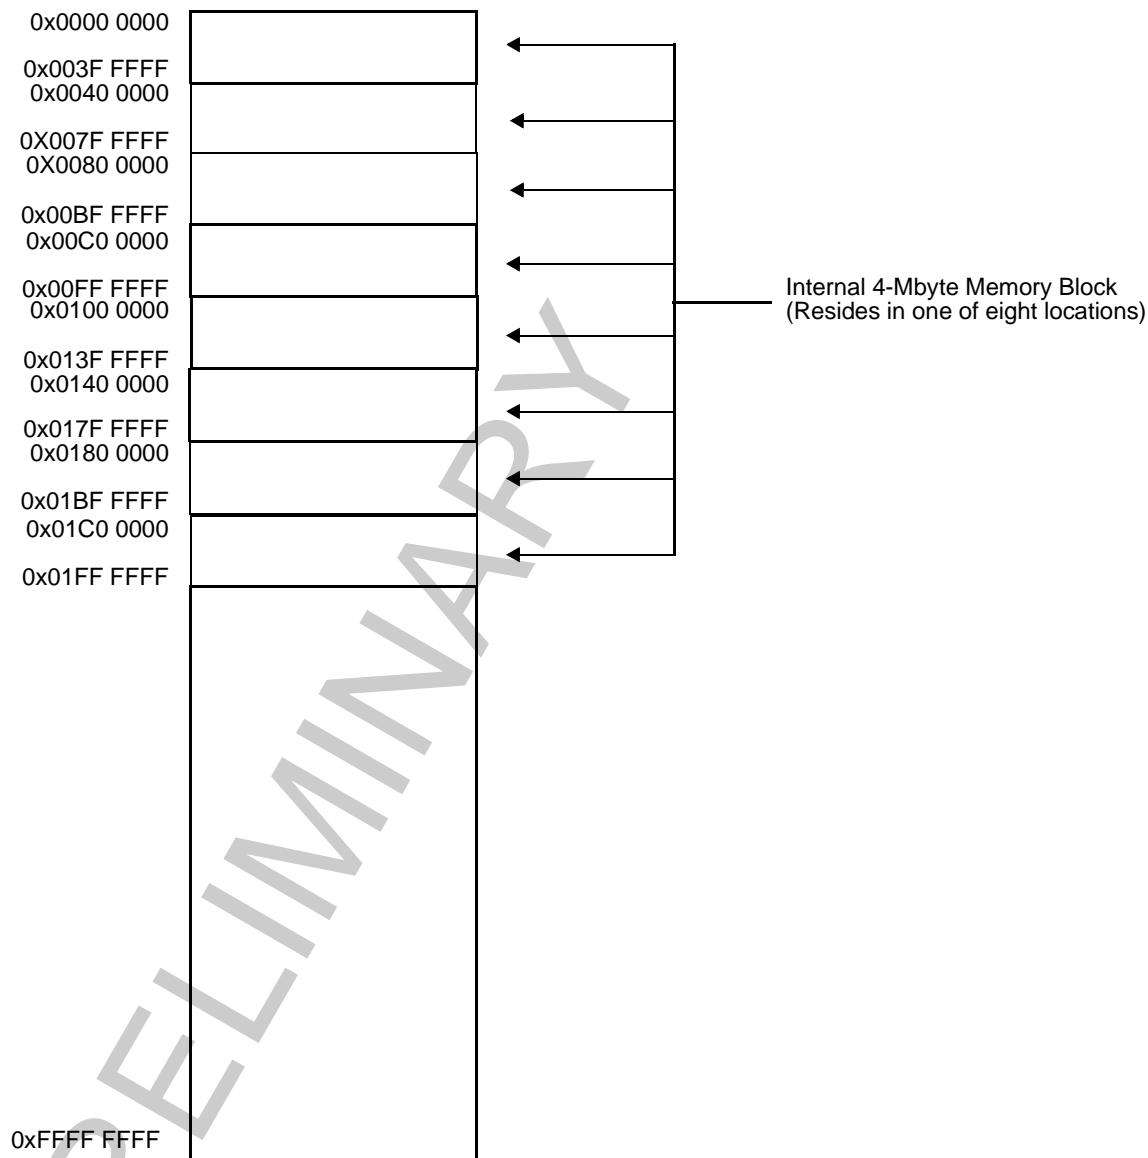 0x0000 0000
0x003F FFFF
0x0040 0000
0X007F FFFF
0X0080 0000
0x00BF FFFF
0x00C0 0000
0x00FF FFFF
0x0100 0000
0x013F FFFF
0x0140 0000
0x017F FFFF
0x0180 0000
0x01BF FFFF
0x01C0 0000
0x01FF FFFF
0xFFFF FFFF
Internal 4-Mbyte Memory Block
(Resides in one of eight locations)
PRELIMINARY